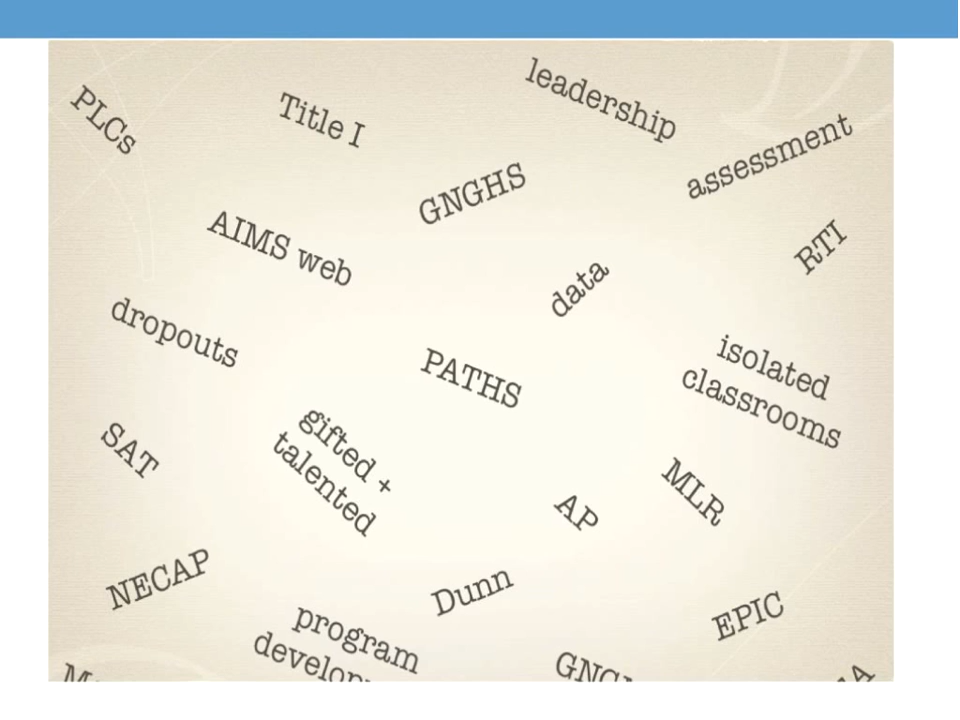 leadership
PLCs
Title I
assessment
GNGHS
AIMS web
RTI
data
dropouts
isolated
classrooms
PATHS
gifted +
talented
SAT
MLR
AP
NECAP
Dunn
EPIC
program